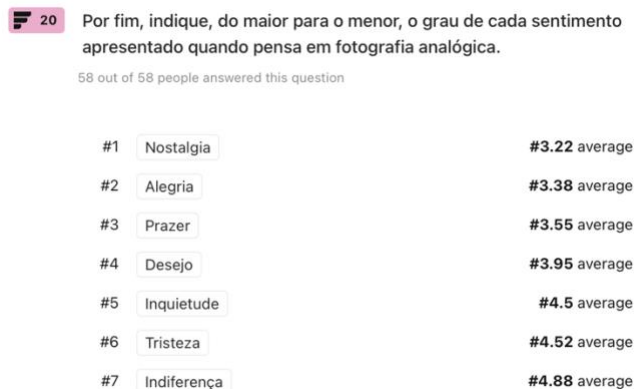 20 Por fim, indique, do maior para o menor, o grau de cada sentimento
apresentado quando pensa em fotografia analógica.
58 out of 58 people answered this question
#1 Nostalgia #3.22 average
#2 Alegria #3.38 average
#3 Prazer #3.55 average
#4 Desejo #3.95 average
#5 Inquietude #4.5 average
#6 Tristeza #4.52 average
#7 Indiferença #4.88 average